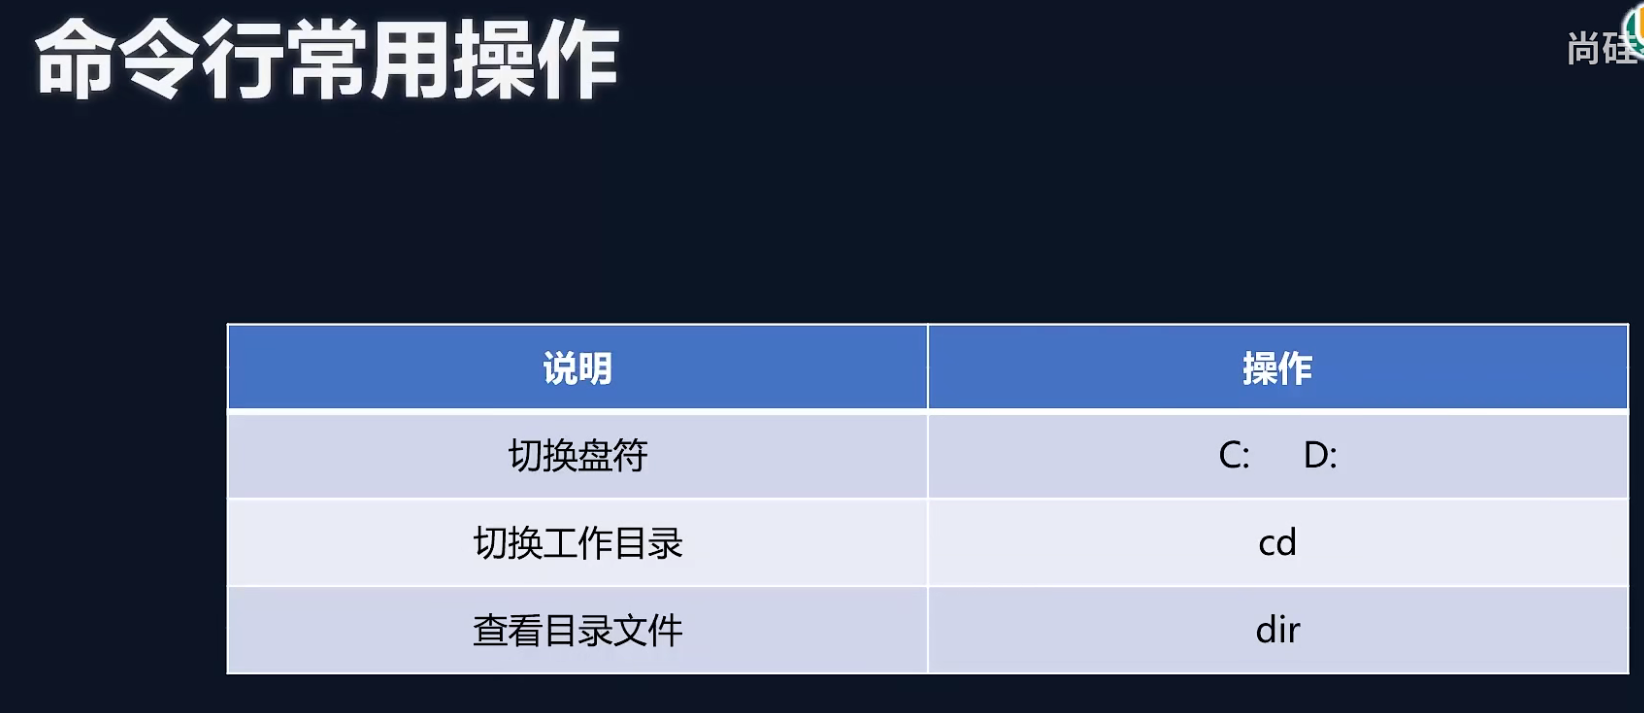 命令行常用操作
尚硅
说明 操作
切换盘符 C: D:
切换工作目录 cd
查看目录文件 dir